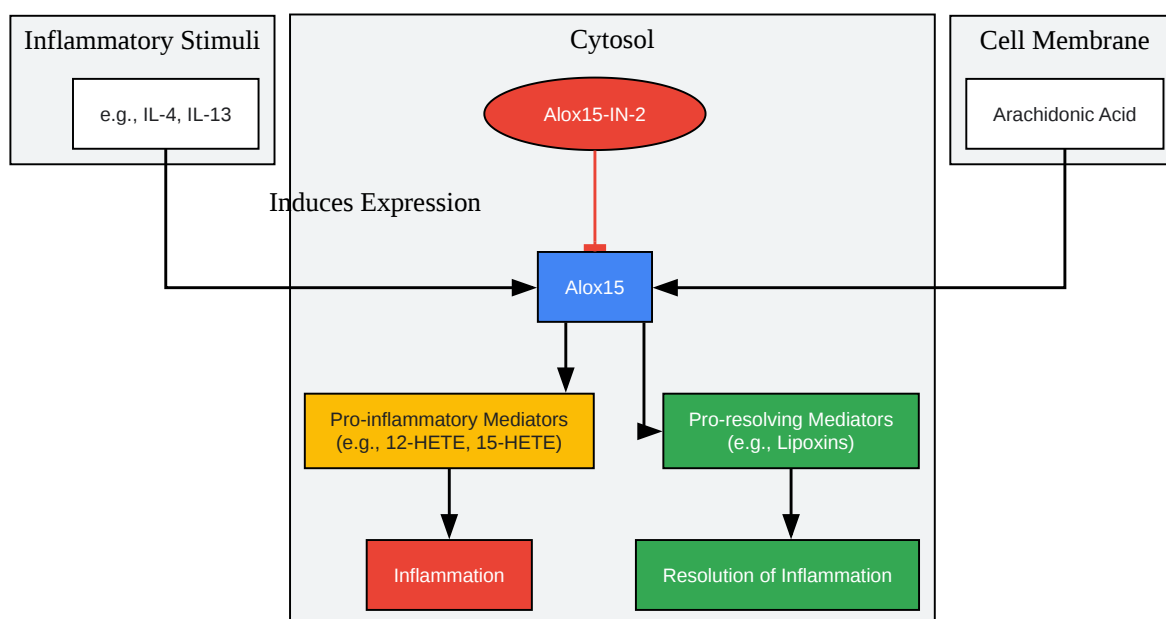 Inflammatory Stimuli
Cytosol
Cell Membrane
e.g., IL-4, IL-13
Alox15-IN-2
Arachidonic Acid
Induces Expression
Alox15
Pro-inflammatory Mediators
(e.g., 12-HETE, 15-HETE)
Pro-resolving Mediators
(e.g., Lipoxins)
Inflammation
Resolution of Inflammation